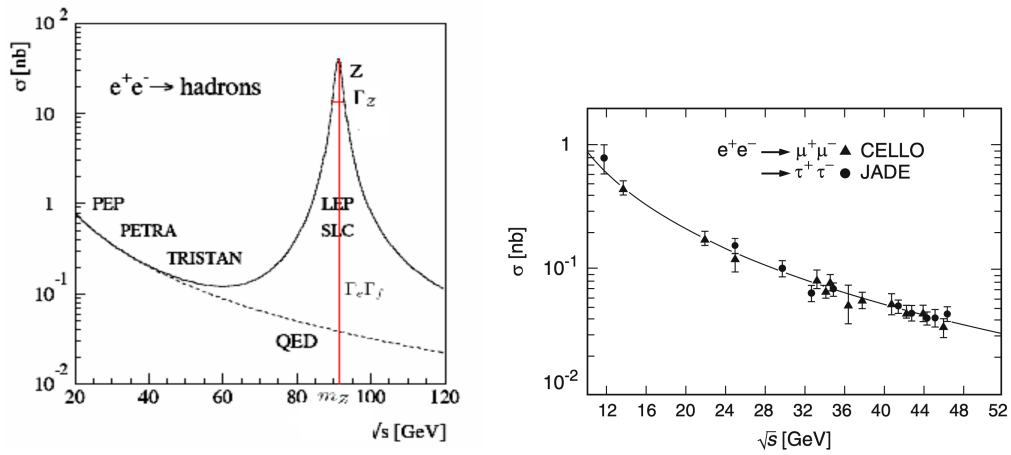 σ [nb]
10²
10
1
10⁻¹
10⁻²
e⁺e⁻→ hadrons
Z
Γ_Z
PEP
PETRA
TRISTAN
LEP
SLC
Γ_eΓ_f
QED
20 40 60 80 m_Z 100 120
√s [GeV]
σ [nb]
1
10⁻¹
10⁻²
e⁺e⁻ → μ⁺μ⁻ ▲ CELLO
→ τ⁺τ⁻ ● JADE
12 16 20 24 28 32 36 40 44 48 52
√s [GeV]